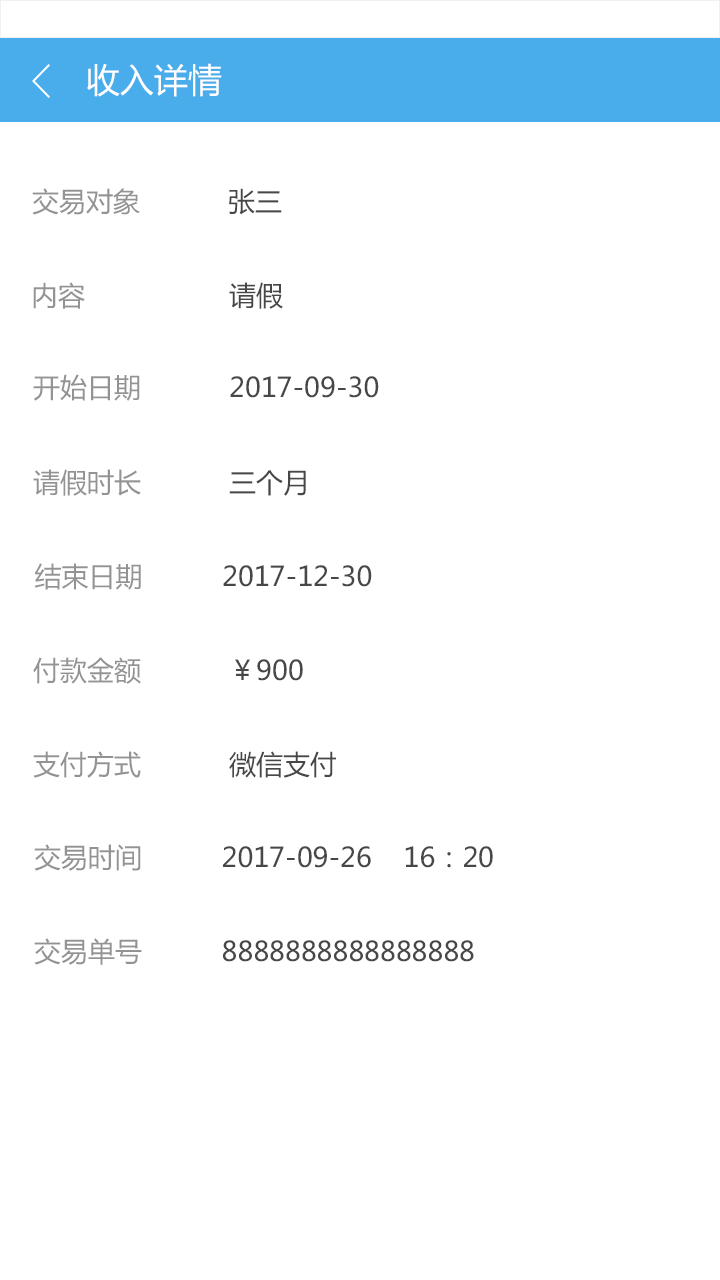 收入详情
交易对象 张三
内容 请假
开始日期 2017-09-30
请假时长 三个月
结束日期 2017-12-30
付款金额 ￥900
支付方式 微信支付
交易时间 2017-09-26 16：20
交易单号 8888888888888888